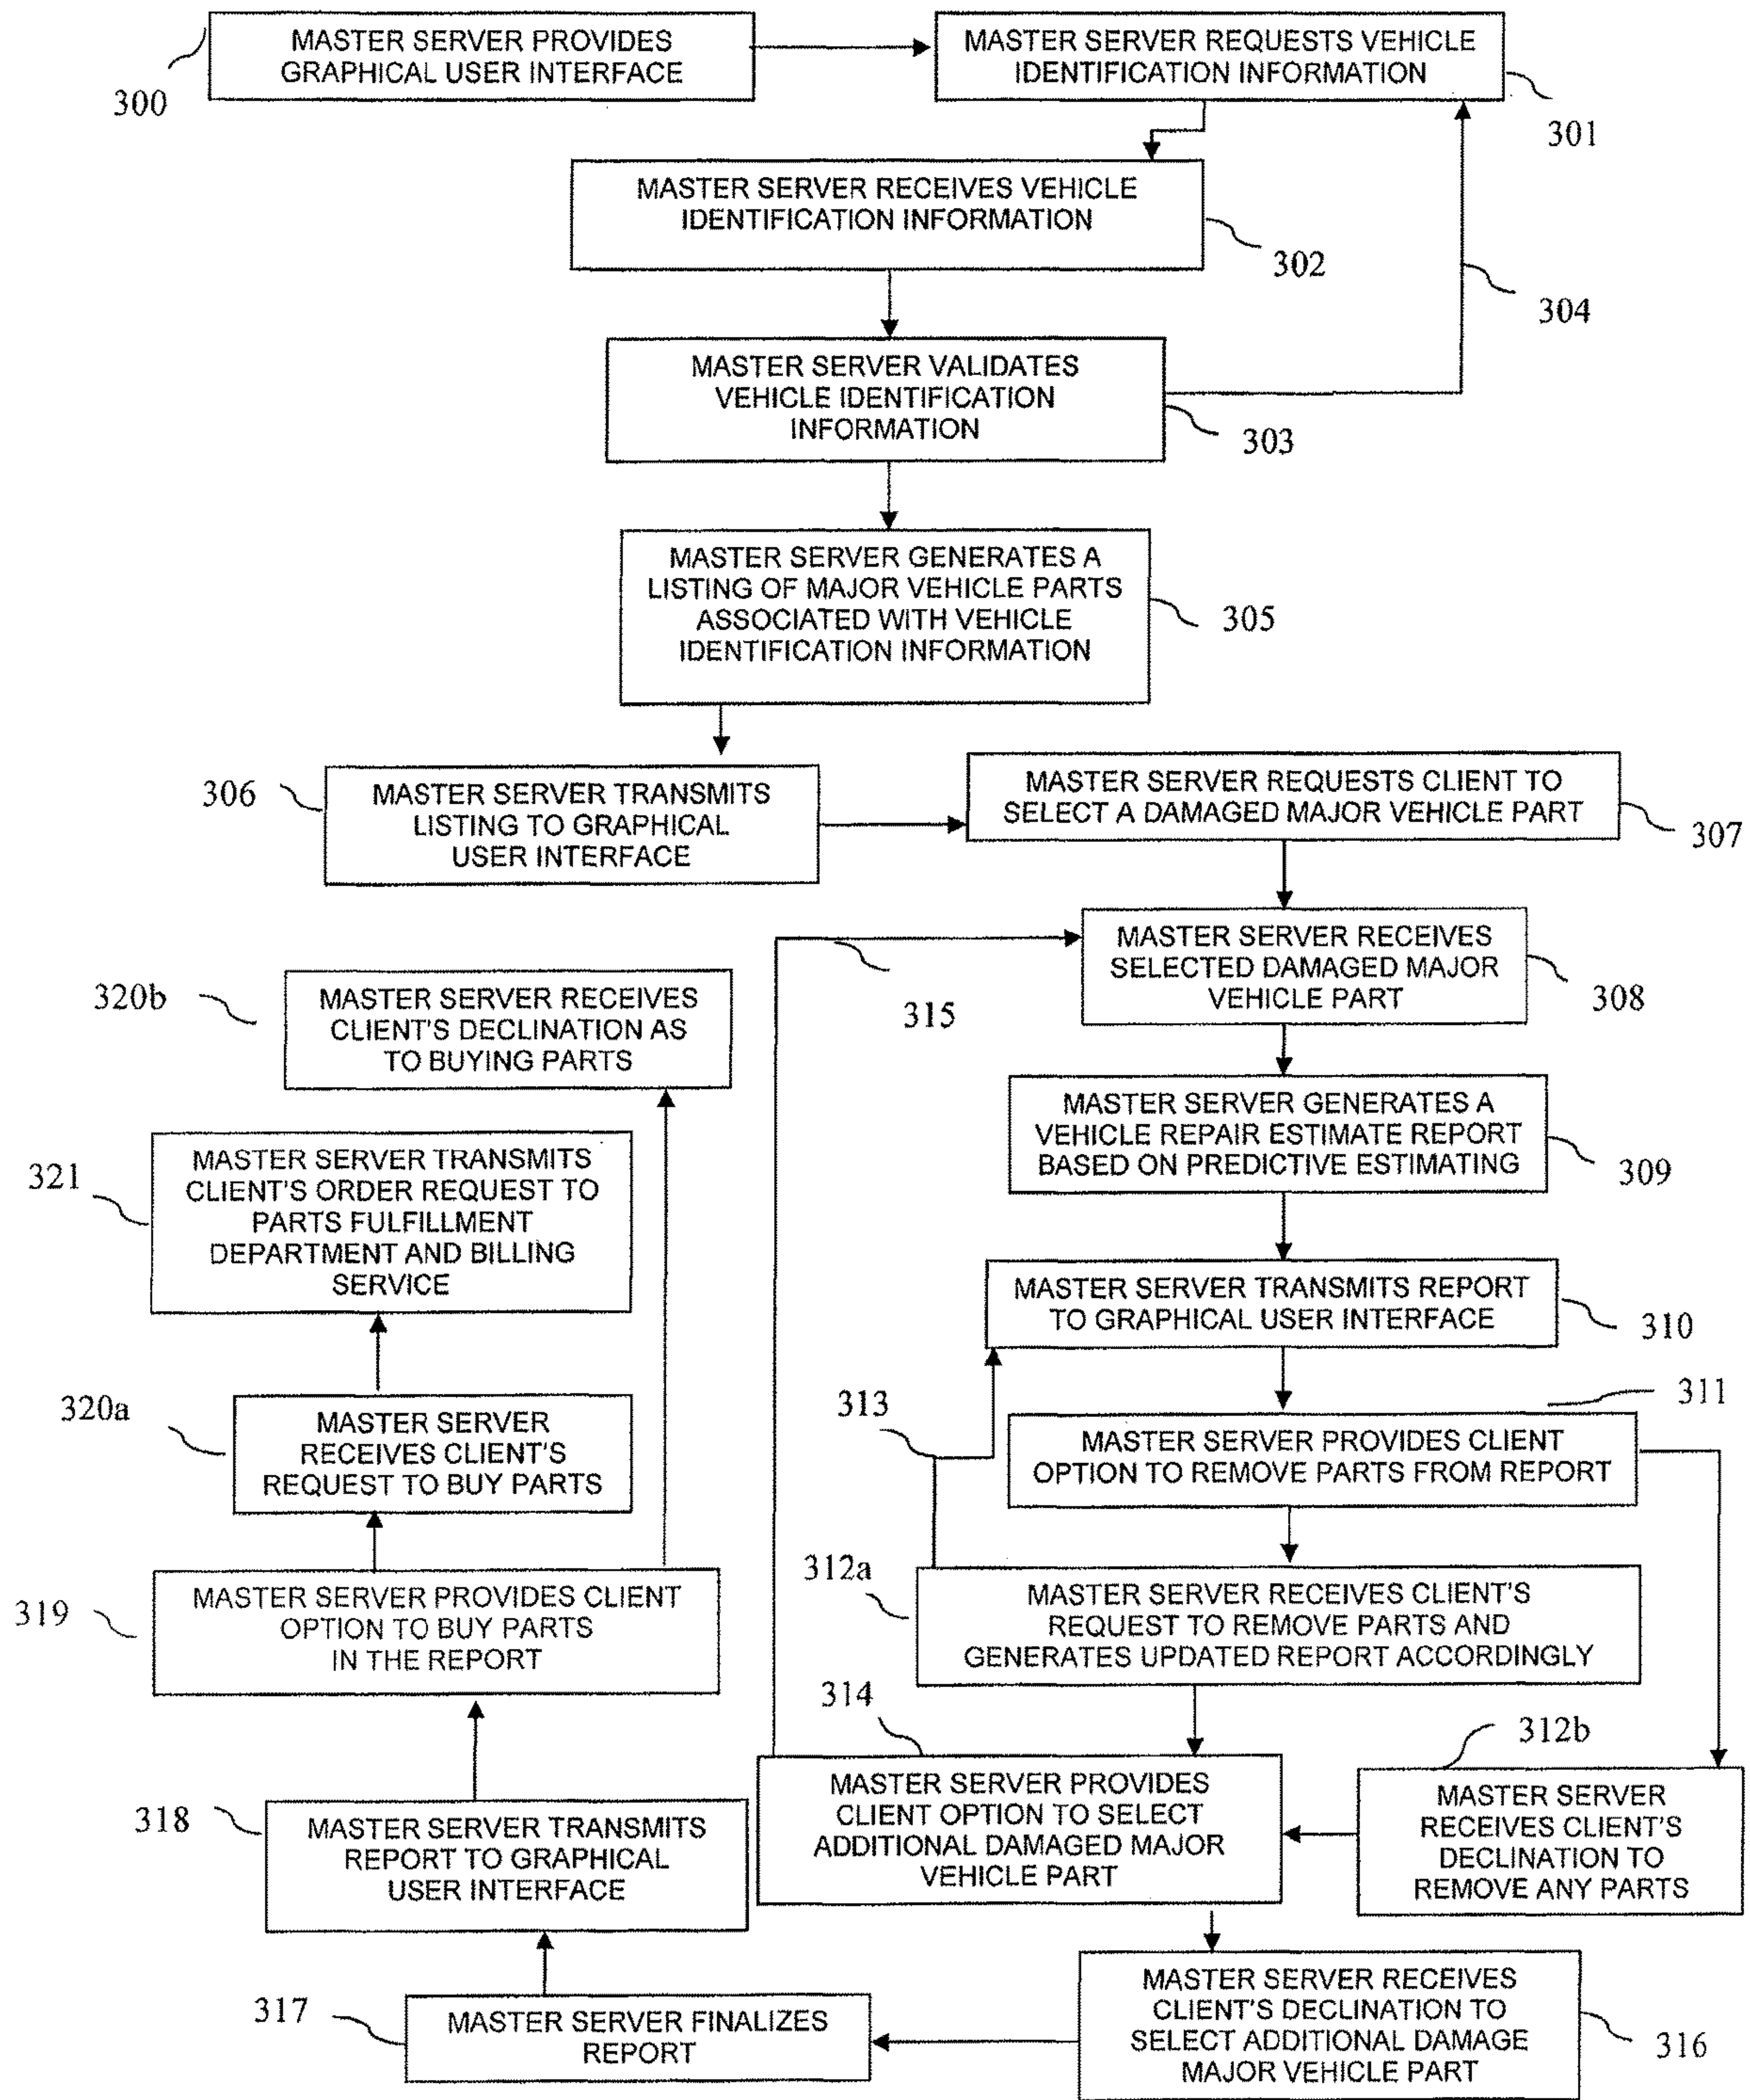 MASTER SERVER PROVIDES
GRAPHICAL USER INTERFACE
300
MASTER SERVER REQUESTS VEHICLE
IDENTIFICATION INFORMATION
301
MASTER SERVER RECEIVES VEHICLE
IDENTIFICATION INFORMATION
302
304
MASTER SERVER VALIDATES
VEHICLE IDENTIFICATION
INFORMATION
303
MASTER SERVER GENERATES A
LISTING OF MAJOR VEHICLE PARTS
ASSOCIATED WITH VEHICLE
IDENTIFICATION INFORMATION
305
306
MASTER SERVER TRANSMITS
LISTING TO GRAPHICAL
USER INTERFACE
MASTER SERVER REQUESTS CLIENT TO
SELECT A DAMAGED MAJOR VEHICLE PART
307
MASTER SERVER RECEIVES
SELECTED DAMAGED MAJOR
VEHICLE PART
308
315
320b
MASTER SERVER RECEIVES
CLIENT'S DECLINATION AS
TO BUYING PARTS
MASTER SERVER GENERATES A
VEHICLE REPAIR ESTIMATE REPORT
BASED ON PREDICTIVE ESTIMATING
309
321
MASTER SERVER TRANSMITS
CLIENT'S ORDER REQUEST TO
PARTS FULFILLMENT
DEPARTMENT AND BILLING
SERVICE
MASTER SERVER TRANSMITS REPORT
TO GRAPHICAL USER INTERFACE
310
313
311
320a
MASTER SERVER
RECEIVES CLIENT'S
REQUEST TO BUY PARTS
MASTER SERVER PROVIDES CLIENT
OPTION TO REMOVE PARTS FROM REPORT
312a
MASTER SERVER RECEIVES CLIENT'S
REQUEST TO REMOVE PARTS AND
GENERATES UPDATED REPORT ACCORDINGLY
319
MASTER SERVER PROVIDES CLIENT
OPTION TO BUY PARTS
IN THE REPORT
314
312b
MASTER SERVER PROVIDES
CLIENT OPTION TO SELECT
ADDITIONAL DAMAGED MAJOR
VEHICLE PART
MASTER SERVER
RECEIVES CLIENT'S
DECLINATION TO
REMOVE ANY PARTS
318
MASTER SERVER TRANSMITS
REPORT TO GRAPHICAL
USER INTERFACE
MASTER SERVER RECEIVES
CLIENT'S DECLINATION TO
SELECT ADDITIONAL DAMAGE
MAJOR VEHICLE PART
316
317
MASTER SERVER FINALIZES
REPORT